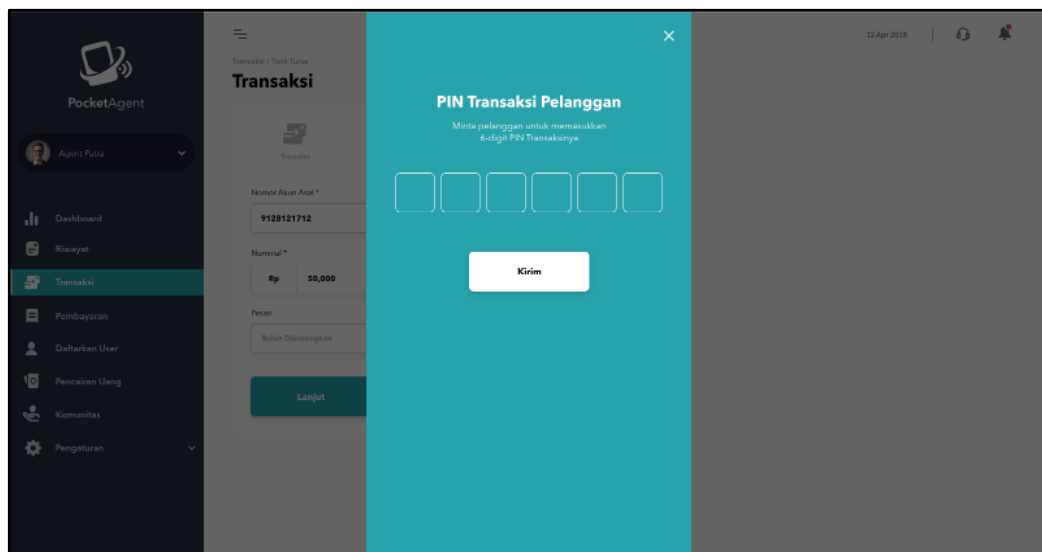 PocketAgent
Agent Putra
Dashboard
Riwayat
Transaksi
Pembayaran
Daftarkan User
Pencairan Uang
Komunitas
Pengaturan
Transaksi / Tarik Tunai
Transaksi
Transfer
Nomor Akun Asal *
9128121712
Nominal *
Rp 50,000
Pesan
Boleh Dikosongkan
Lanjut
PIN Transaksi Pelanggan
Minta pelanggan untuk memasukkan
6-digit PIN Transaksinya
Kirim
12 Apr 2019